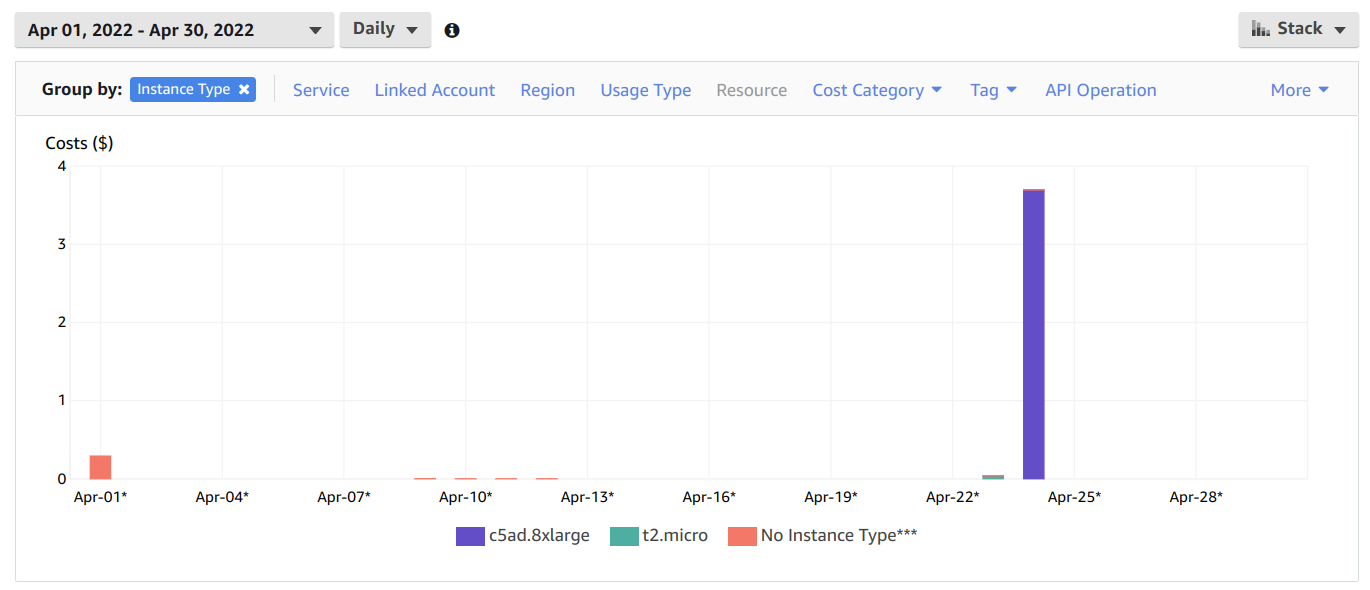 Apr 01, 2022 - Apr 30, 2022 Daily Stack
Group by: Instance Type Service Linked Account Region Usage Type Resource Cost Category Tag API Operation More
Costs ($)
4
3
2
1
0
Apr-01* Apr-04* Apr-07* Apr-10* Apr-13* Apr-16* Apr-19* Apr-22* Apr-25* Apr-28*
c5ad.8xlarge t2.micro No Instance Type***